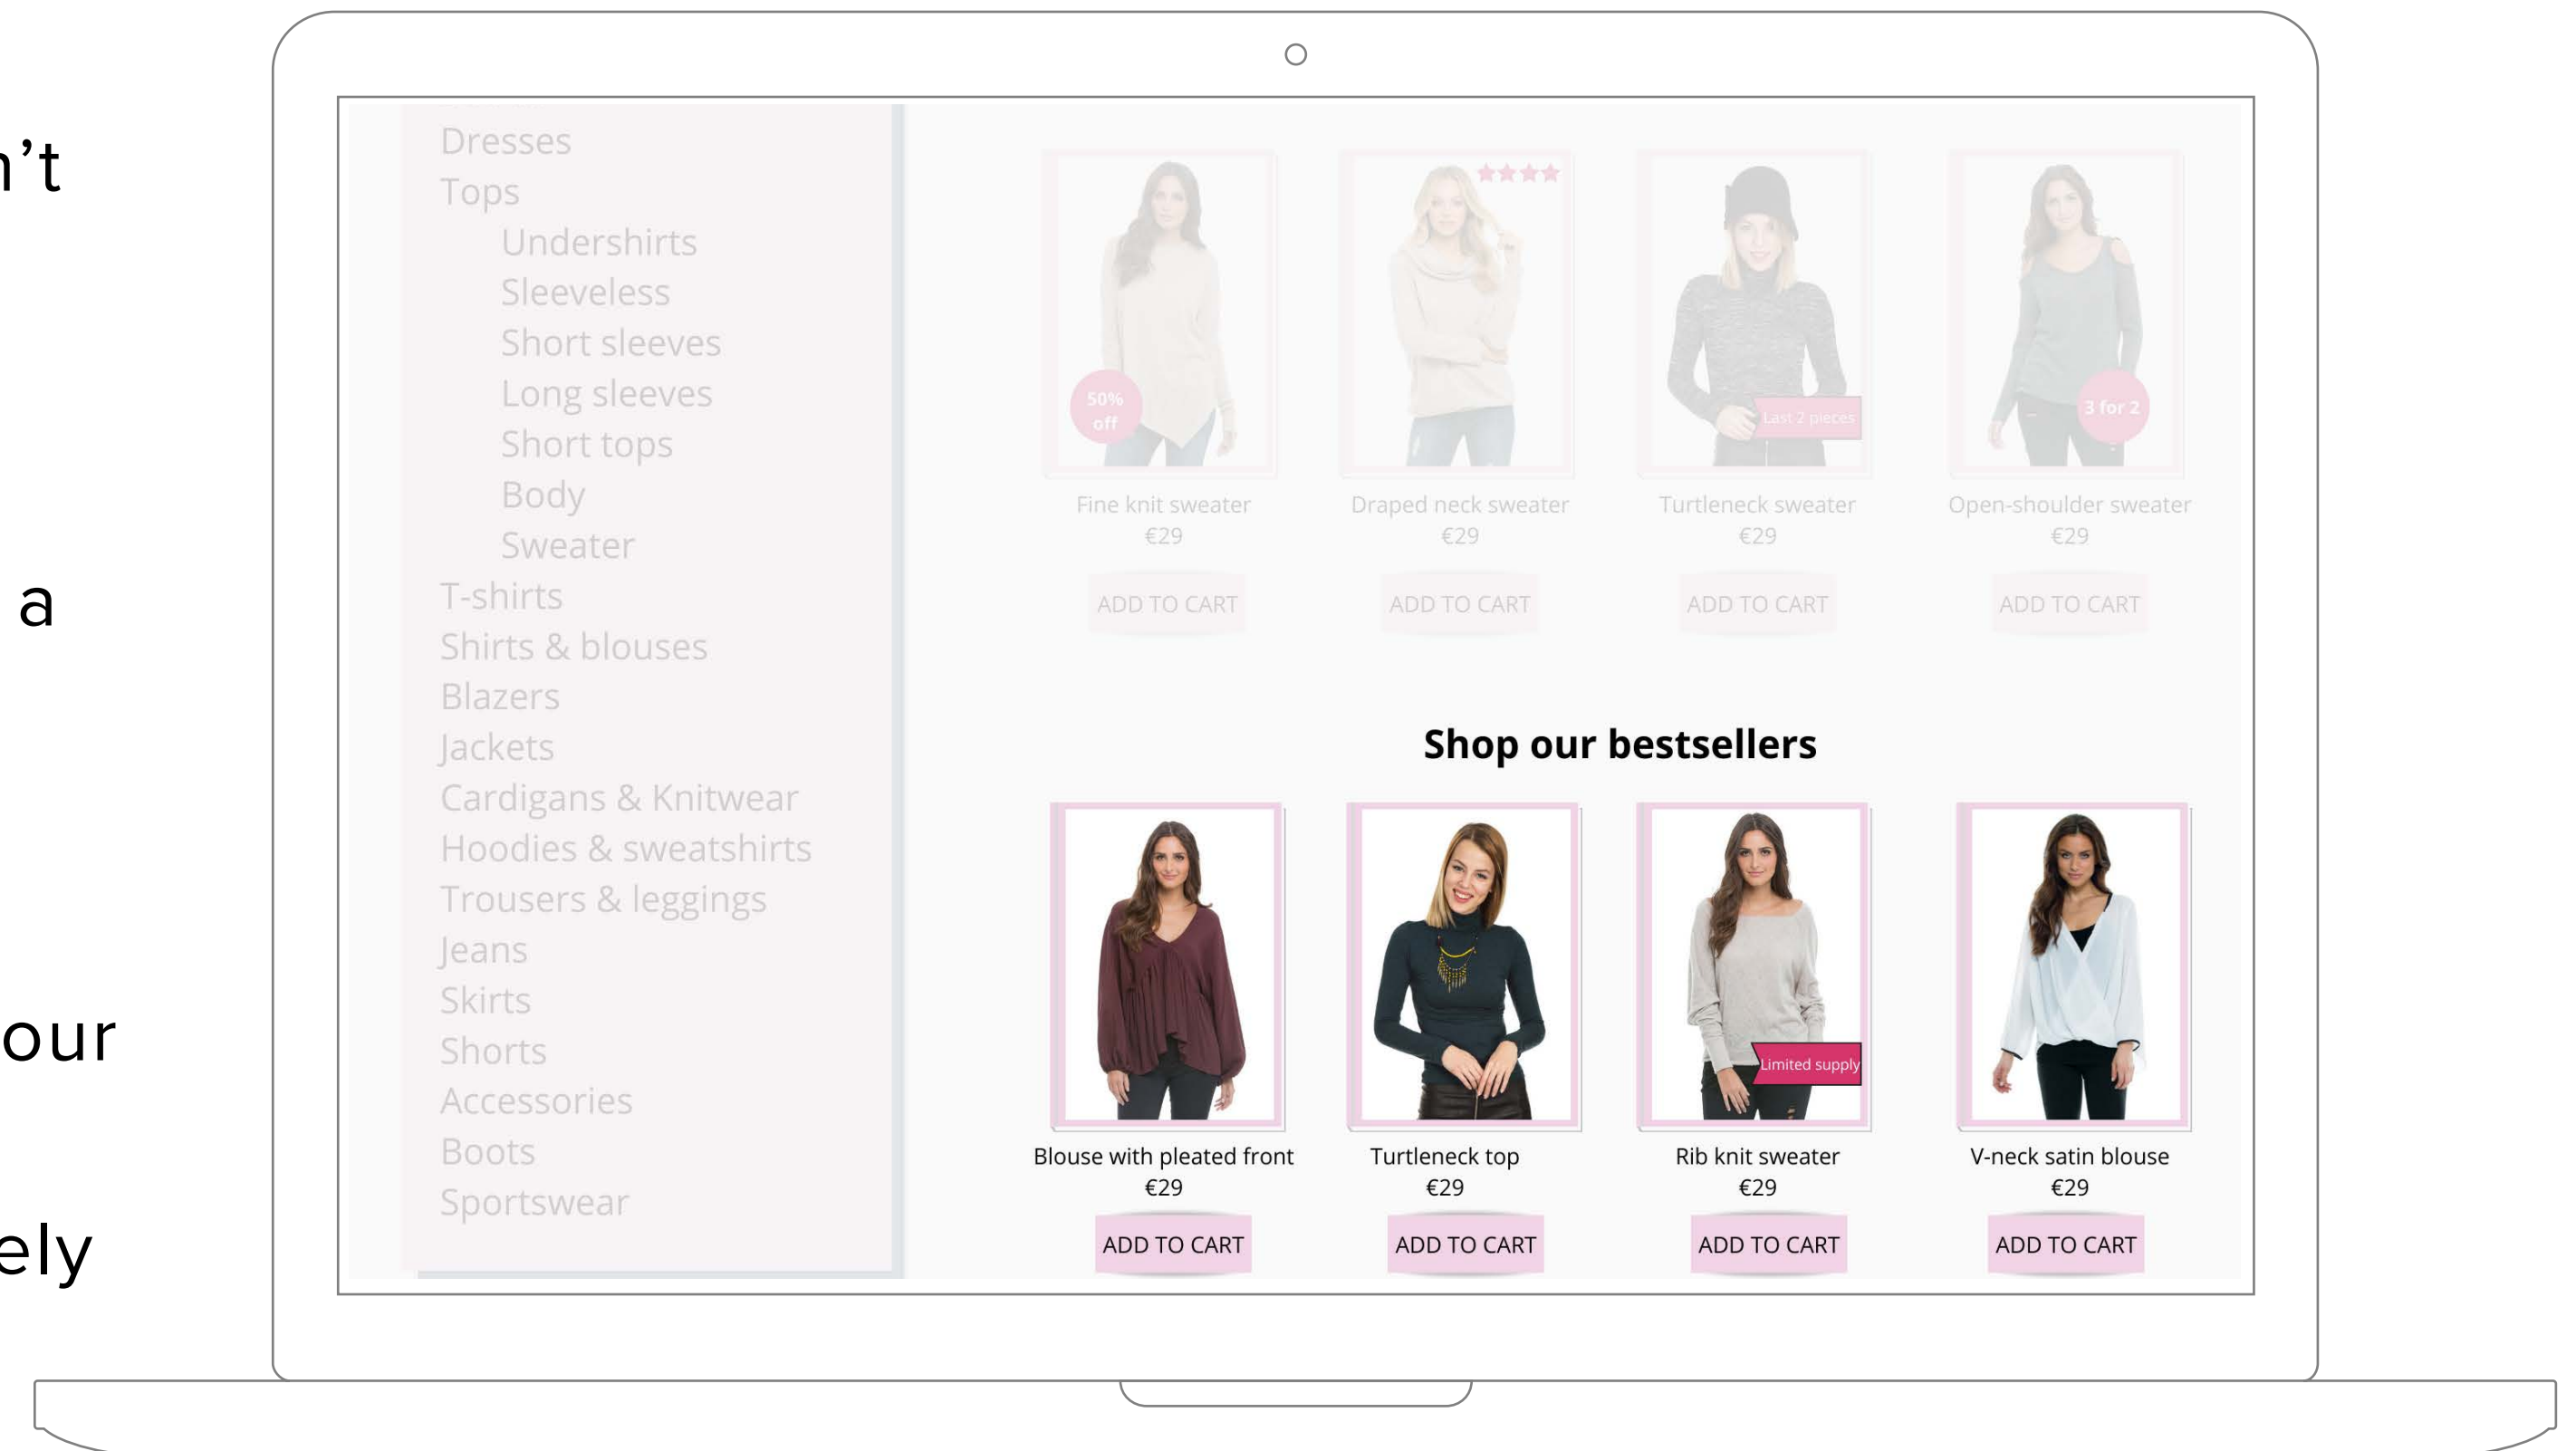 n't
a
our
ely
Dresses
Tops
Undershirts
Sleeveless
Short sleeves
Long sleeves
Short tops
Body
Sweater
T-shirts
Shirts & blouses
Blazers
Jackets
Cardigans & Knitwear
Hoodies & sweatshirts
Trousers & leggings
Jeans
Skirts
Shorts
Accessories
Boots
Sportswear
50%
off
Last 2 pieces
3 for 2
Fine knit sweater
€29
ADD TO CART
Draped neck sweater
€29
ADD TO CART
Turtleneck sweater
€29
ADD TO CART
Open-shoulder sweater
€29
ADD TO CART
Shop our bestsellers
Limited supply
Blouse with pleated front
€29
ADD TO CART
Turtleneck top
€29
ADD TO CART
Rib knit sweater
€29
ADD TO CART
V-neck satin blouse
€29
ADD TO CART